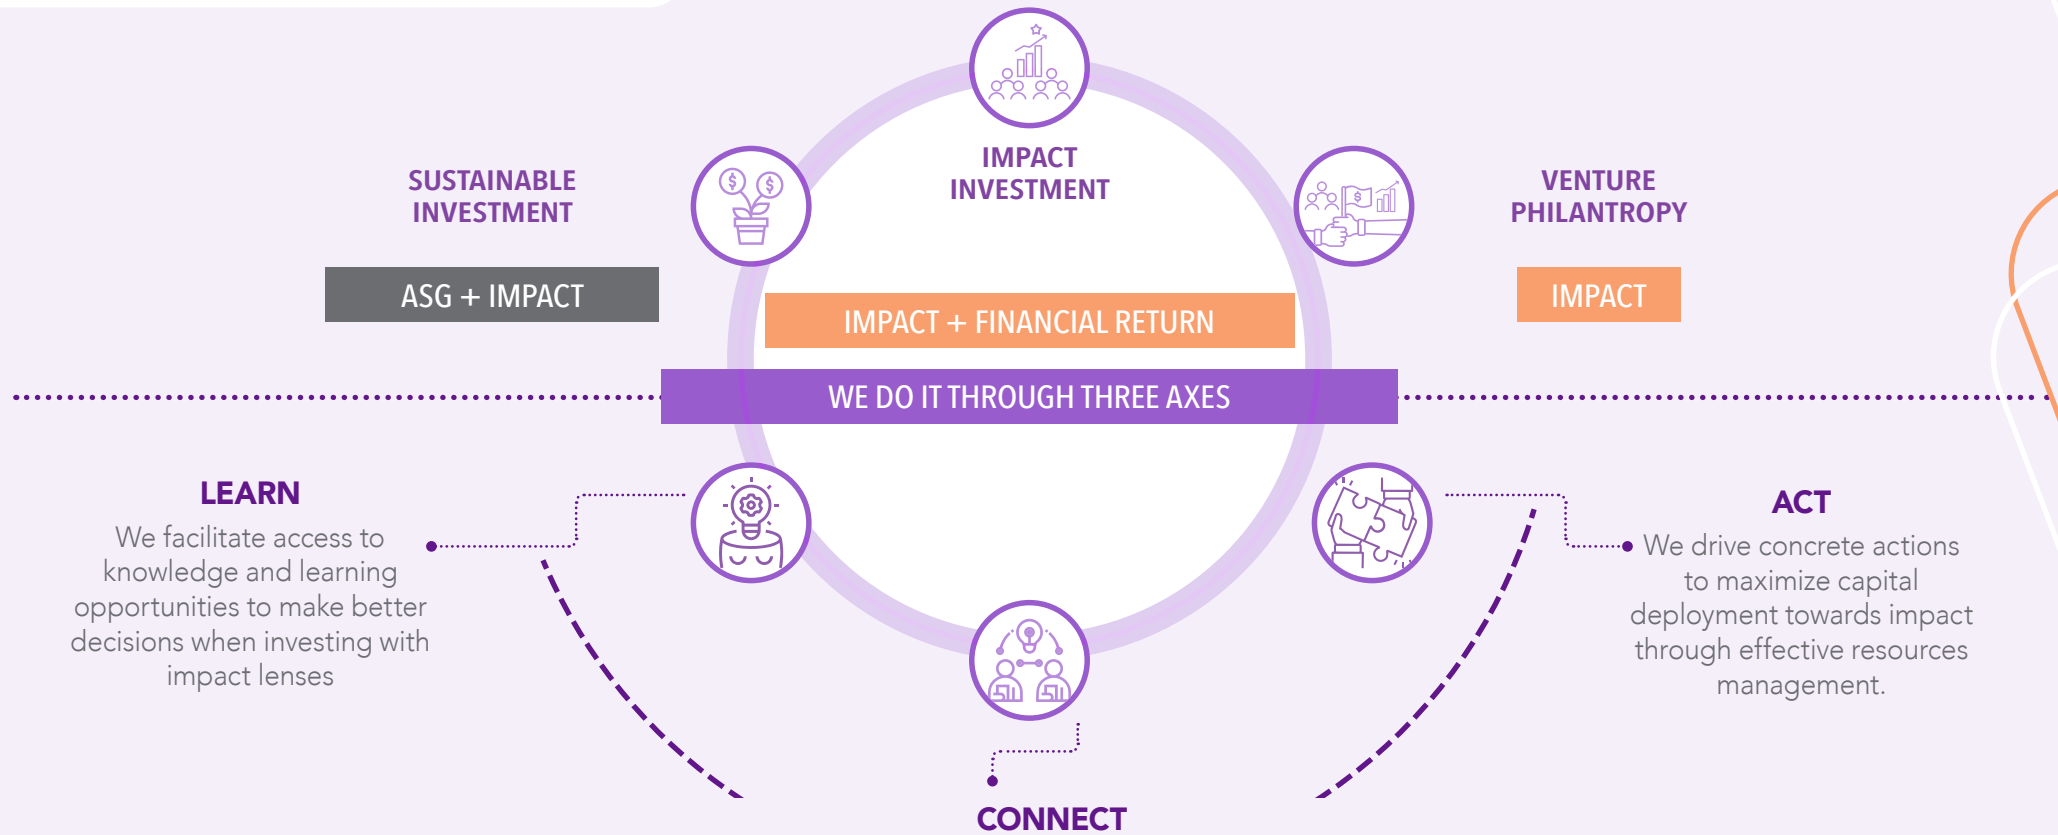 IMPACT
INVESTMENT
SUSTAINABLE
INVESTMENT
VENTURE
PHILANTROPY
ASG + IMPACT
IMPACT + FINANCIAL RETURN
IMPACT
WE DO IT THROUGH THREE AXES
LEARN
We facilitate access to
knowledge and learning
opportunities to make better
decisions when investing with
impact lenses
ACT
We drive concrete actions
to maximize capital
deployment towards impact
through effective resources
management.
CONNECT